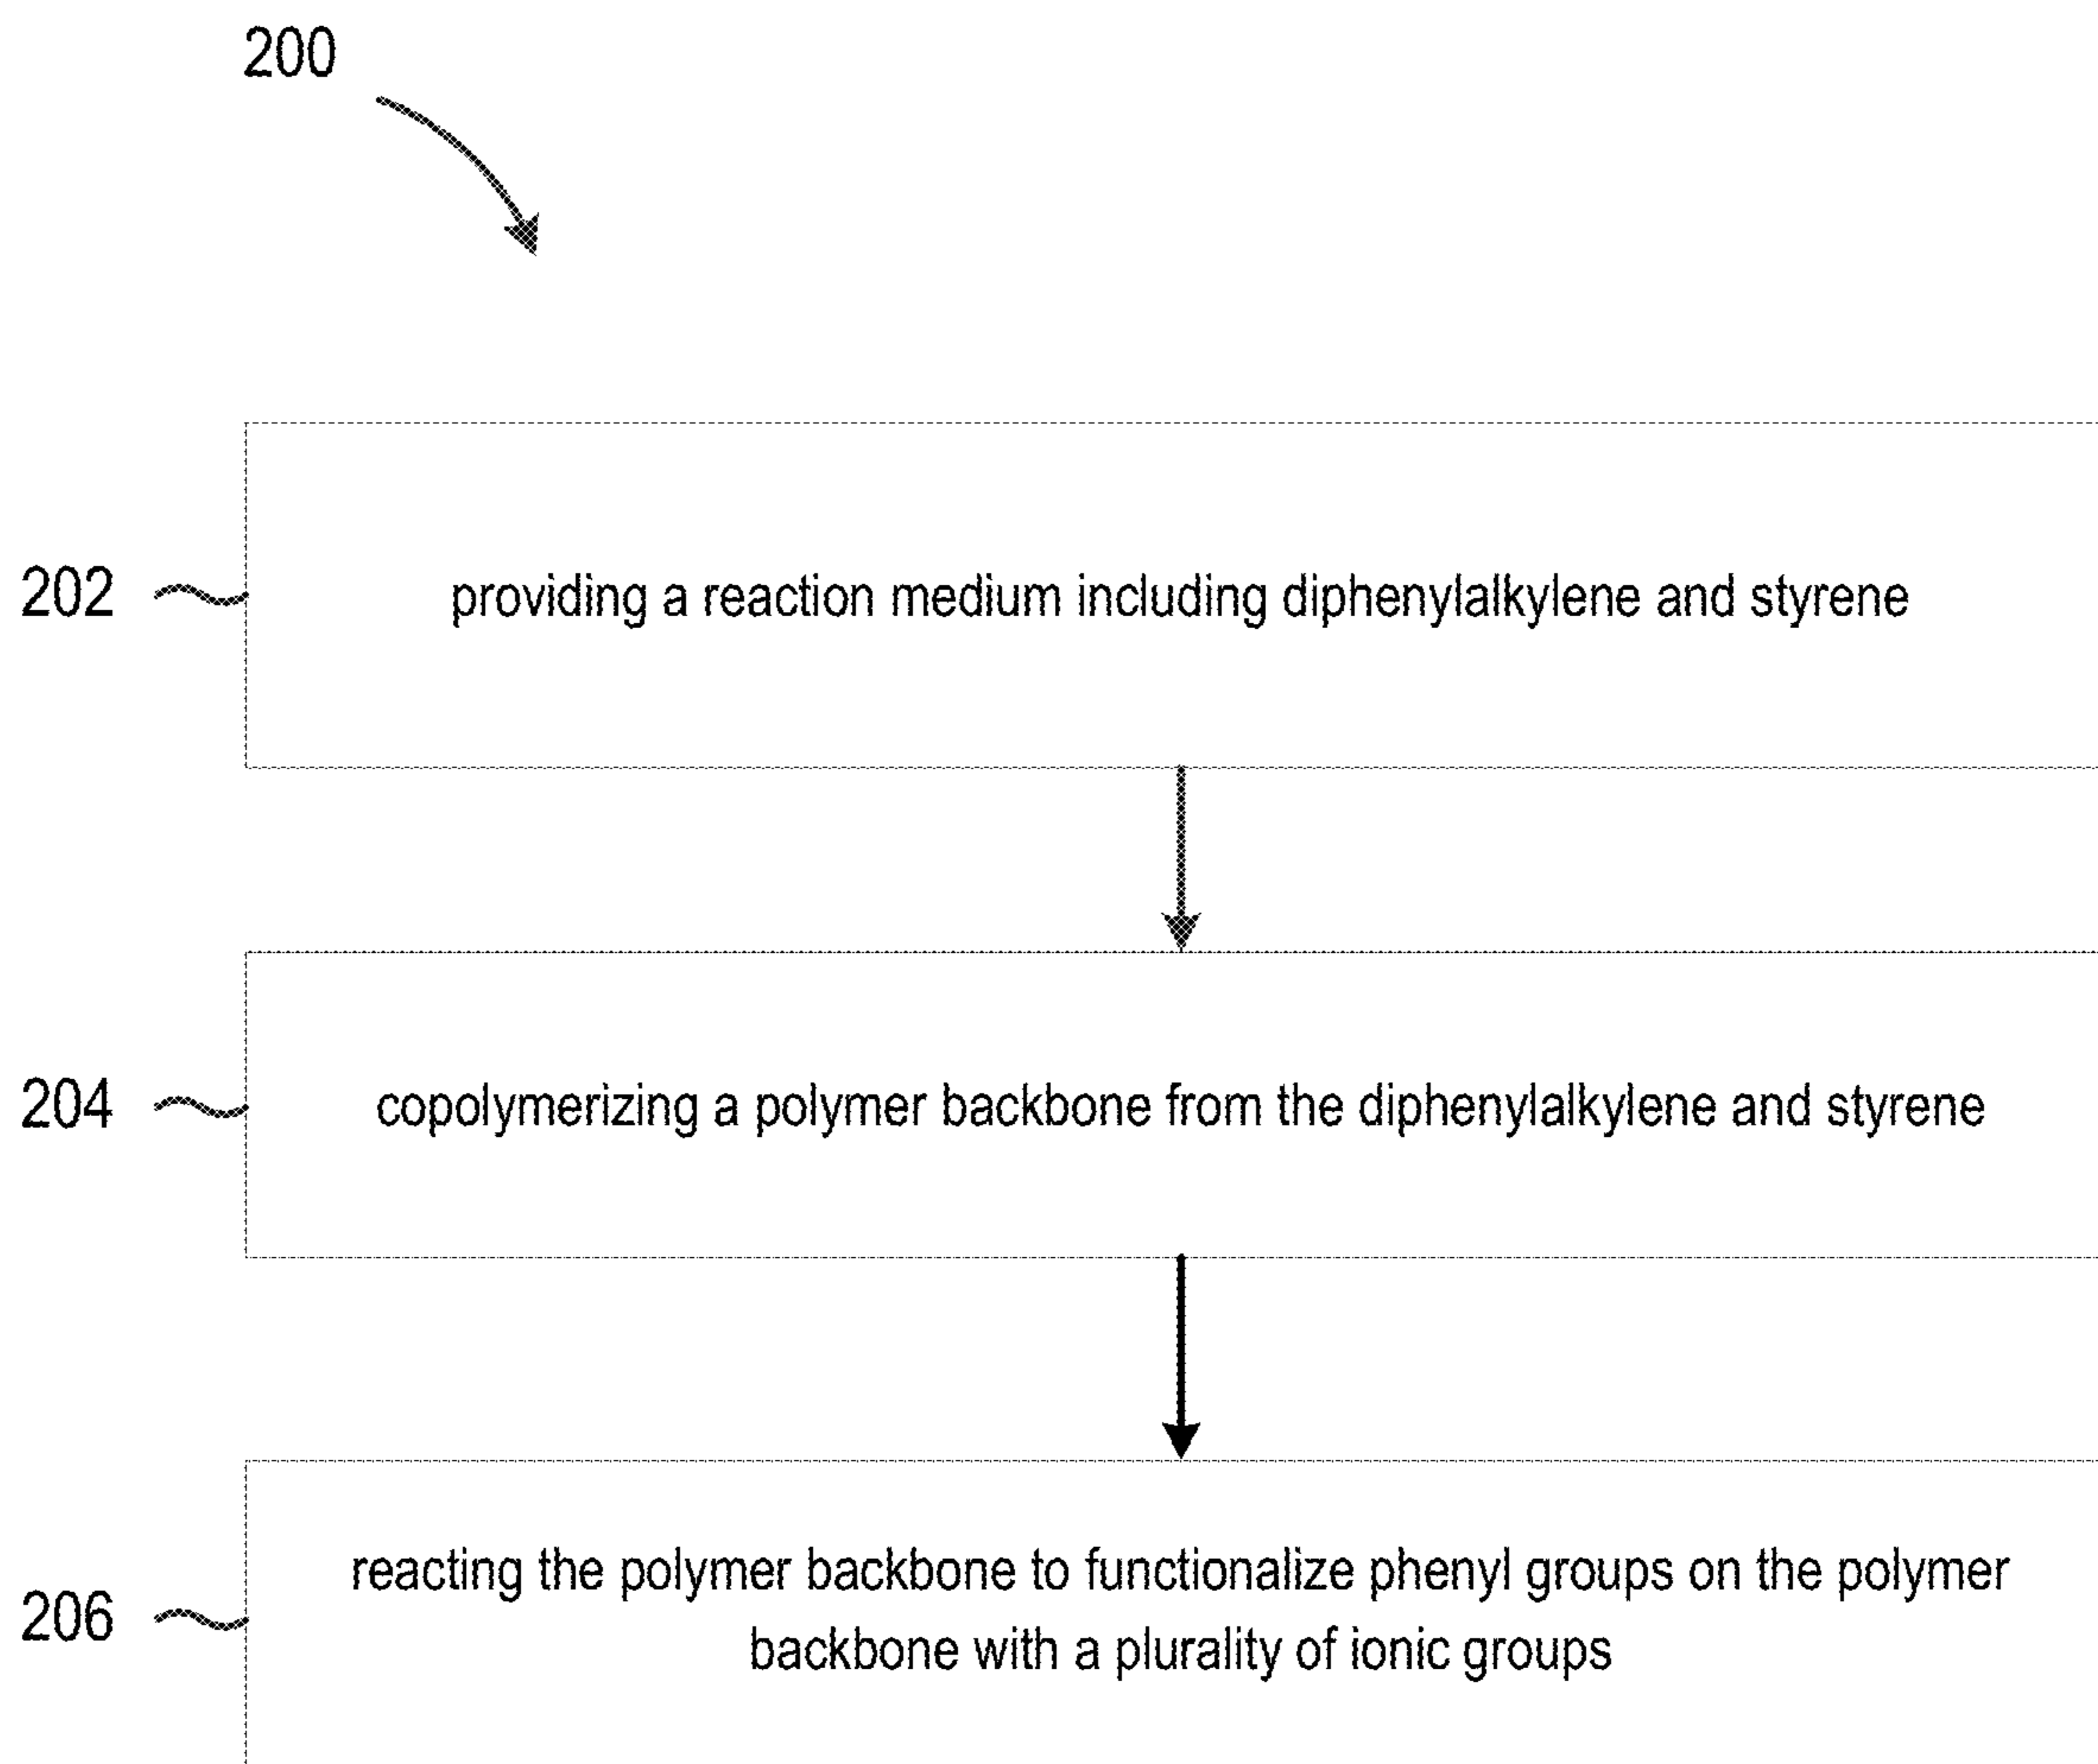 200
202
providing a reaction medium including diphenylalkylene and styrene
204
copolymerizing a polymer backbone from the diphenylalkylene and styrene
206
reacting the polymer backbone to functionalize phenyl groups on the polymer
backbone with a plurality of ionic groups